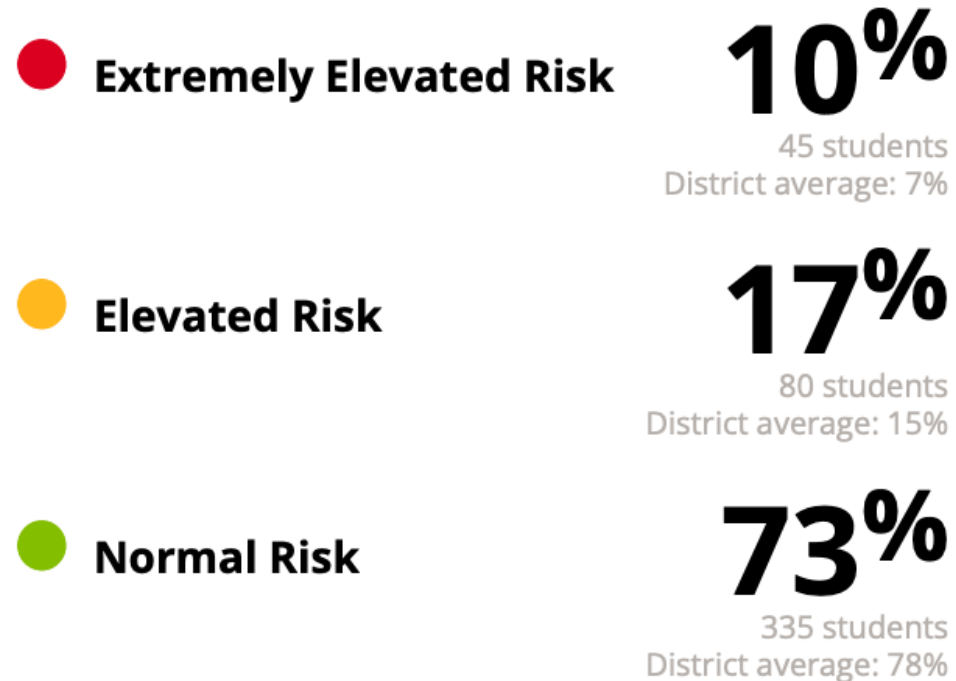 Extremely Elevated Risk
10%
45 students
District average: 7%
Elevated Risk
17%
80 students
District average: 15%
Normal Risk
73%
335 students
District average: 78%